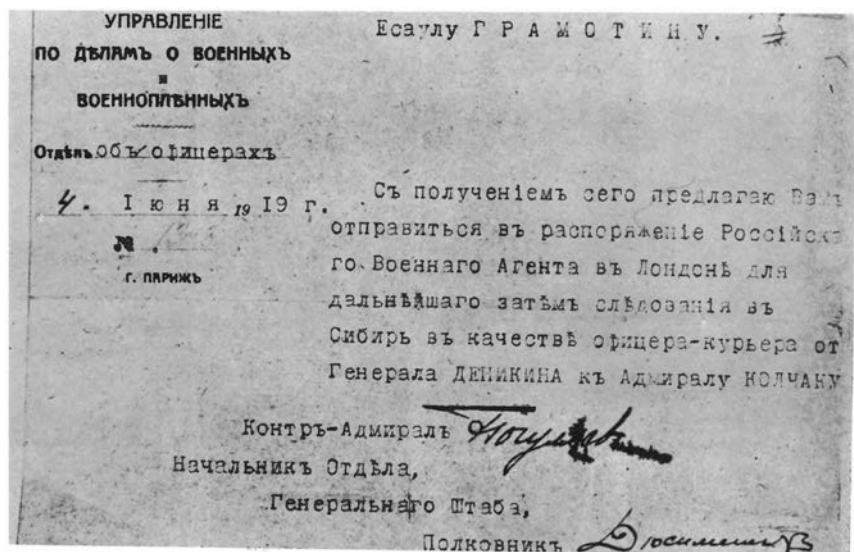 УПРАВЛЕНІЕ
ПО ДѢЛАМЪ О ВОЕННЫХЪ
И
ВОЕННОПЛѢННЫХЪ
Отдѣлъ объ офицерахъ
4. Іюня 1919 г.
№
Г. ПАРИЖЪ
Есаулу ГРАМОТИНУ.
Съ полученіемъ сего предлагаю Вамъ
отправиться въ распоряженіе Россійска
го Военнаго Агента въ Лондонѣ для
дальнѣйшаго затѣмъ слѣдованія въ
Сибирь въ качествѣ офицера-курьера от
Генерала ДЕНИКИНА къ Адмиралу КОЛЧАКУ
Контръ-Адмиралъ
Начальникъ Отдѣла,
Генеральнаго Штаба,
Полковникъ